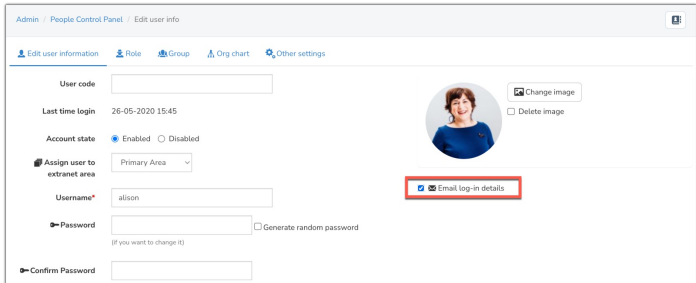 Admin / People Control Panel / Edit user info
Edit user information Role Group Org chart Other settings
User code
Change image
Delete image
Last time login 26-05-2020 15:45
Account state Enabled Disabled
Assign user to extranet area Primary Area
Email log-in details
Username* alison
Password Generate random password
(if you want to change it)
Confirm Password